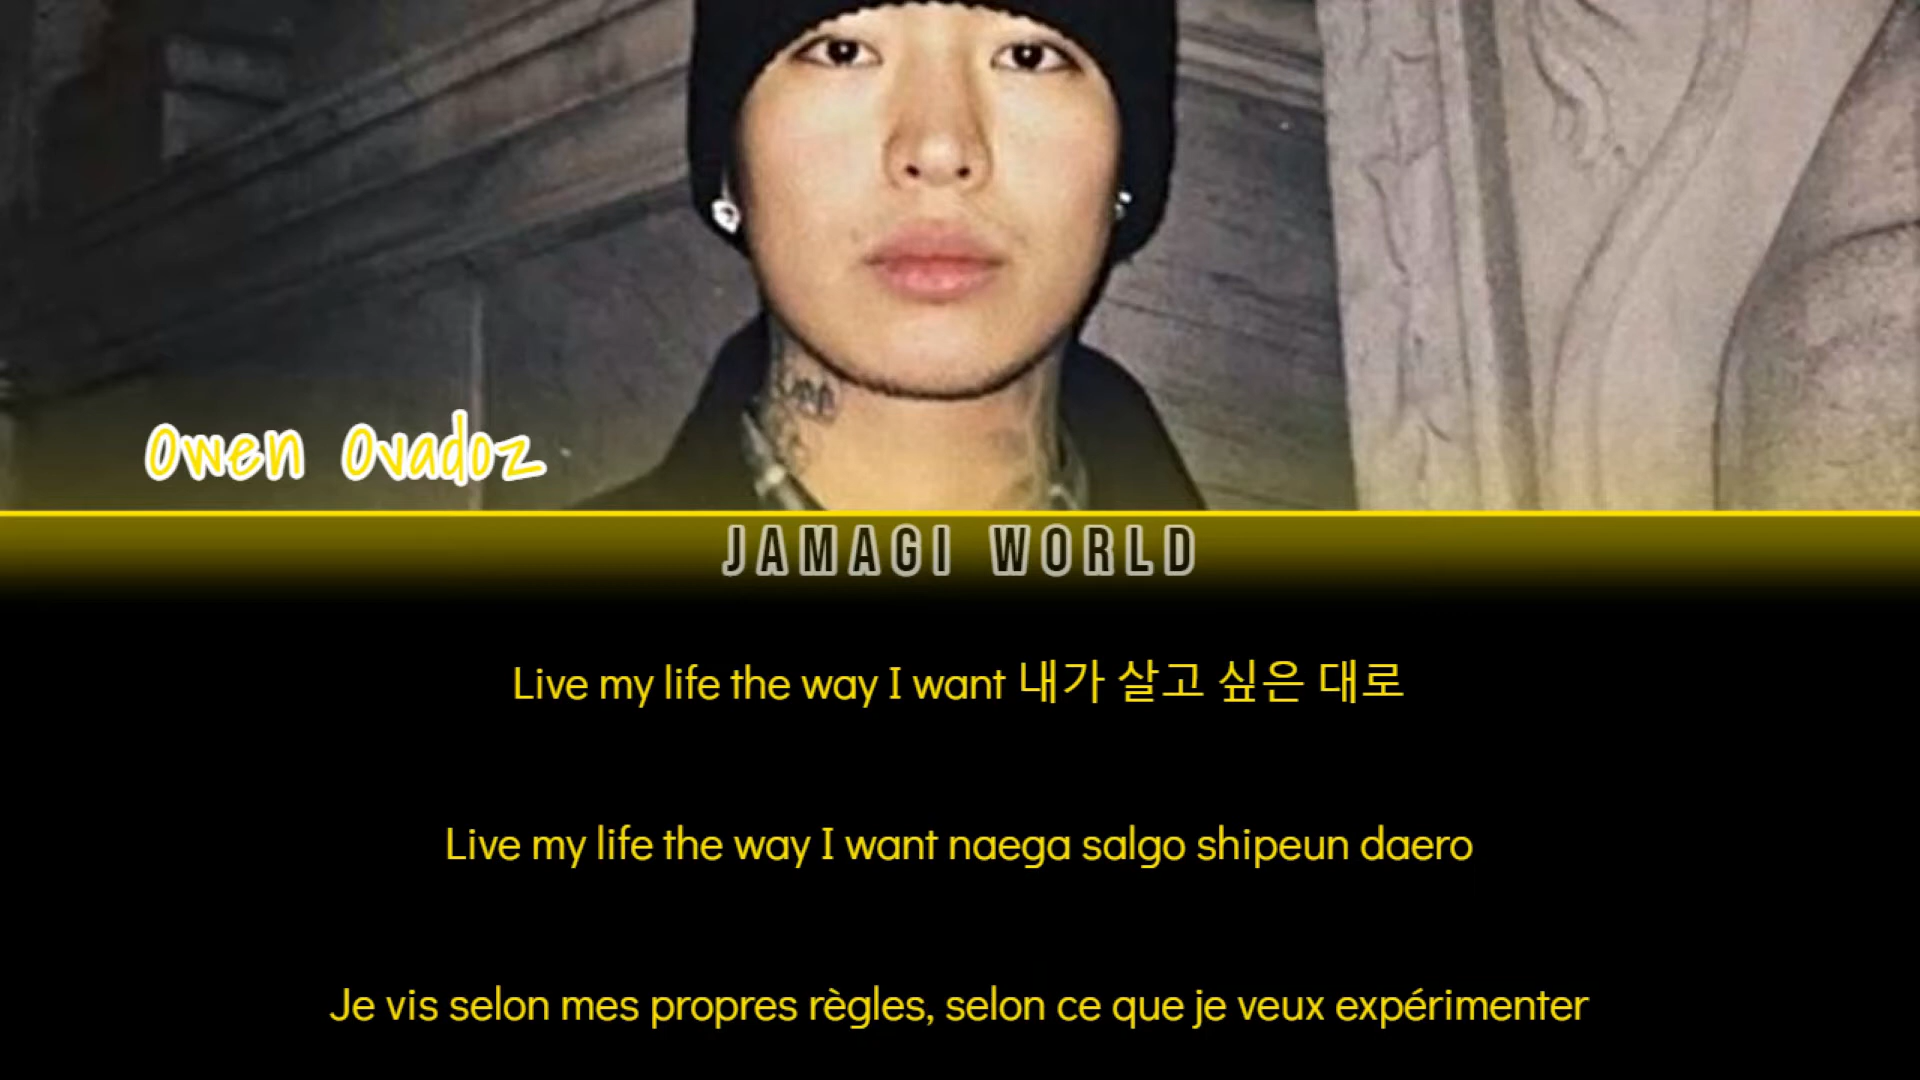 Owen Ovadoz
JAMAGI WORLD
Live my life the way I want 내가 살고 싶은 대로
Live my life the way I want naega salgo shipeun daero
Je vis selon mes propres règles, selon ce que je veux expérimenter